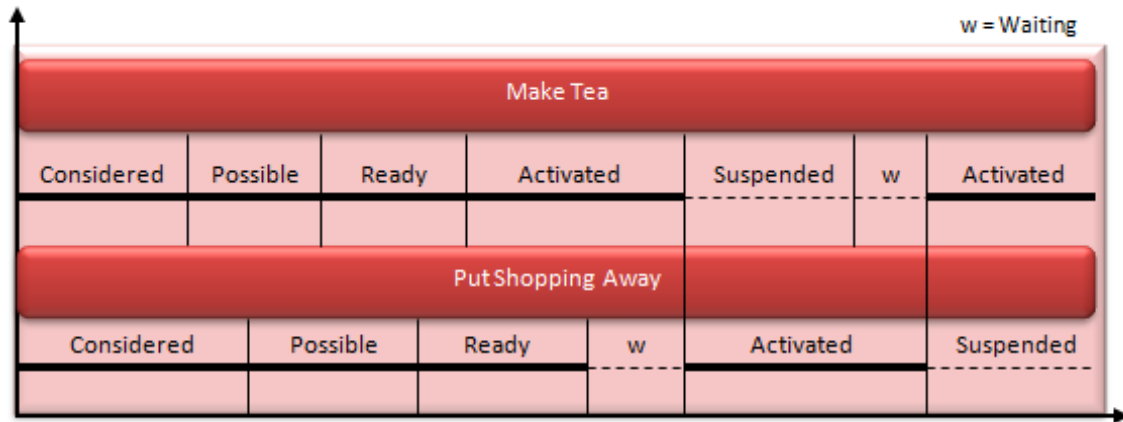 w = Waiting
Make Tea
Considered Possible Ready Activated Suspended w Activated
Put Shopping Away
Considered Possible Ready w Activated Suspended